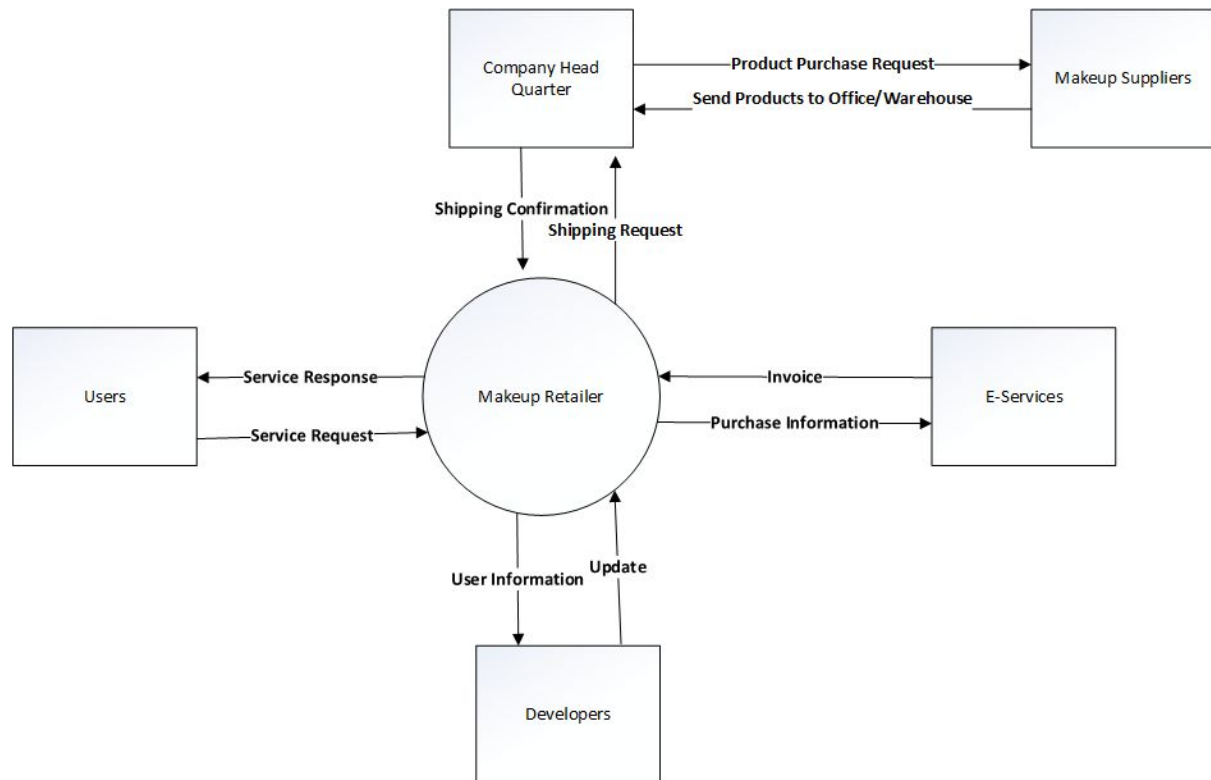 Company Head
Quarter
Product Purchase Request
Send Products to Office/Warehouse
Makeup Suppliers
Shipping Confirmation
Shipping Request
Users
Service Response
Service Request
Makeup Retailer
Invoice
Purchase Information
E-Services
User Information
Update
Developers